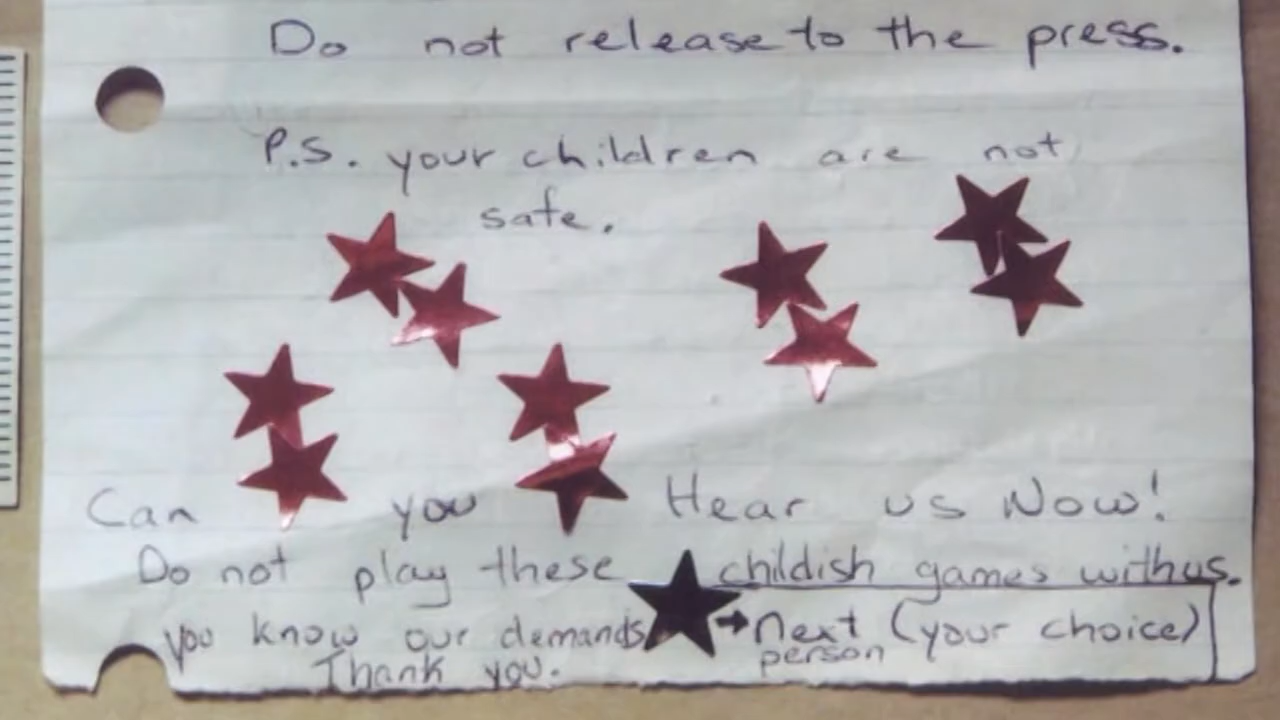 Do not release to the press.
P.S. your children are not
safe.
Can you Hear us Now!
Do not play these childish games with us.
you know our demands → Next (your choice)
person
Thank you.